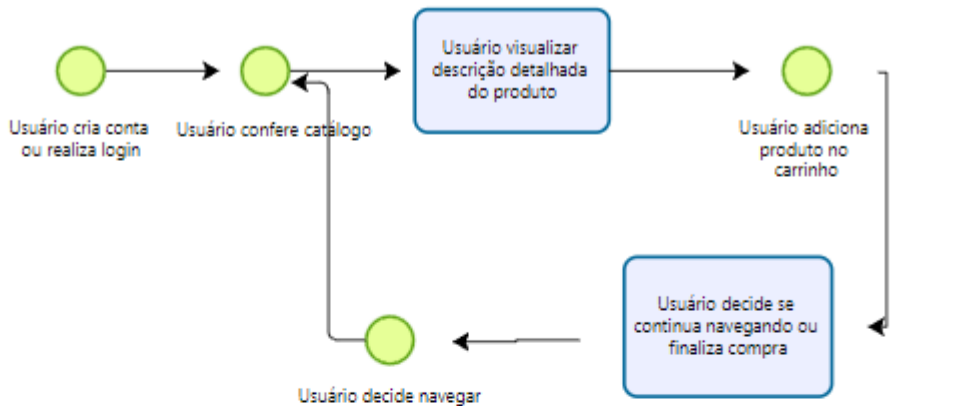 Usuário cria conta
ou realiza login
Usuário confere catálogo
Usuário visualizar
descrição detalhada
do produto
Usuário adiciona
produto no
carrinho
Usuário decide se
continua navegando ou
finaliza compra
Usuário decide navegar